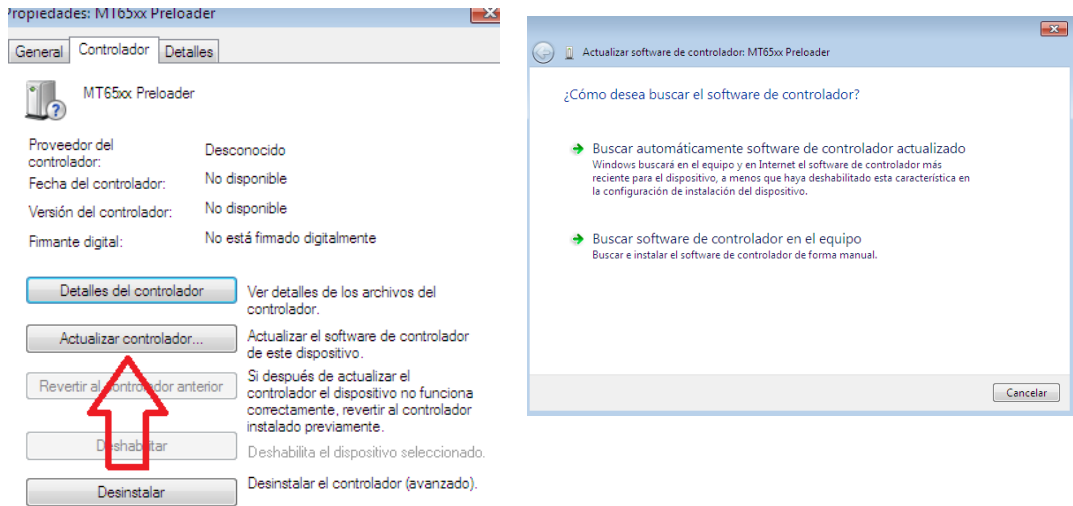 Propiedades: MT65xx Preloader
General
Controlador
Detalles
MT65xx Preloader
Proveedor del
controlador:
Desconocido
Fecha del controlador:
No disponible
Versión del controlador:
No disponible
Firmante digital:
No está firmado digitalmente
Detalles del controlador
Ver detalles de los archivos del
controlador.
Actualizar controlador...
Actualizar el software de controlador
de este dispositivo.
Revertir al controlador anterior
Si después de actualizar el
controlador el dispositivo no funciona
correctamente, revertir al controlador
instalado previamente.
Deshabilitar
Deshabilita el dispositivo seleccionado.
Desinstalar
Desinstalar el controlador (avanzado).
Actualizar software de controlador: MT65xx Preloader
¿Cómo desea buscar el software de controlador?
Buscar automáticamente software de controlador actualizado
Windows buscará en el equipo y en Internet el software de controlador más
reciente para el dispositivo, a menos que haya deshabilitado esta característica en
la configuración de instalación del dispositivo.
Buscar software de controlador en el equipo
Buscar e instalar el software de controlador de forma manual.
Cancelar